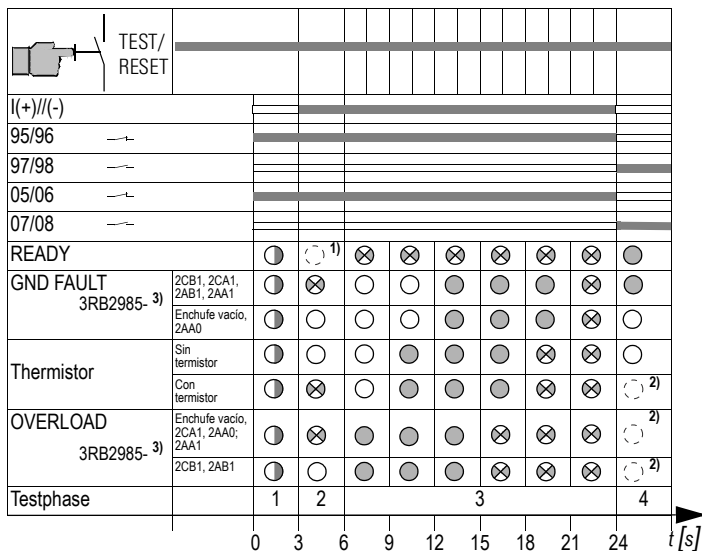 TEST/
RESET
I(+)//(-)
95/96
97/98
05/06
07/08
READY 1)
GND FAULT
3RB2985- 3)
2CB1, 2CA1,
2AB1, 2AA1
Enchufe vacío,
2AA0
Thermistor
Sin
termistor
Con
termistor
2)
OVERLOAD
3RB2985- 3)
Enchufe vacío,
2CA1, 2AA0;
2AA1
2)
2CB1, 2AB1
2)
Testphase 1 2 3 4
0 3 6 9 12 15 18 21 24 t [s]